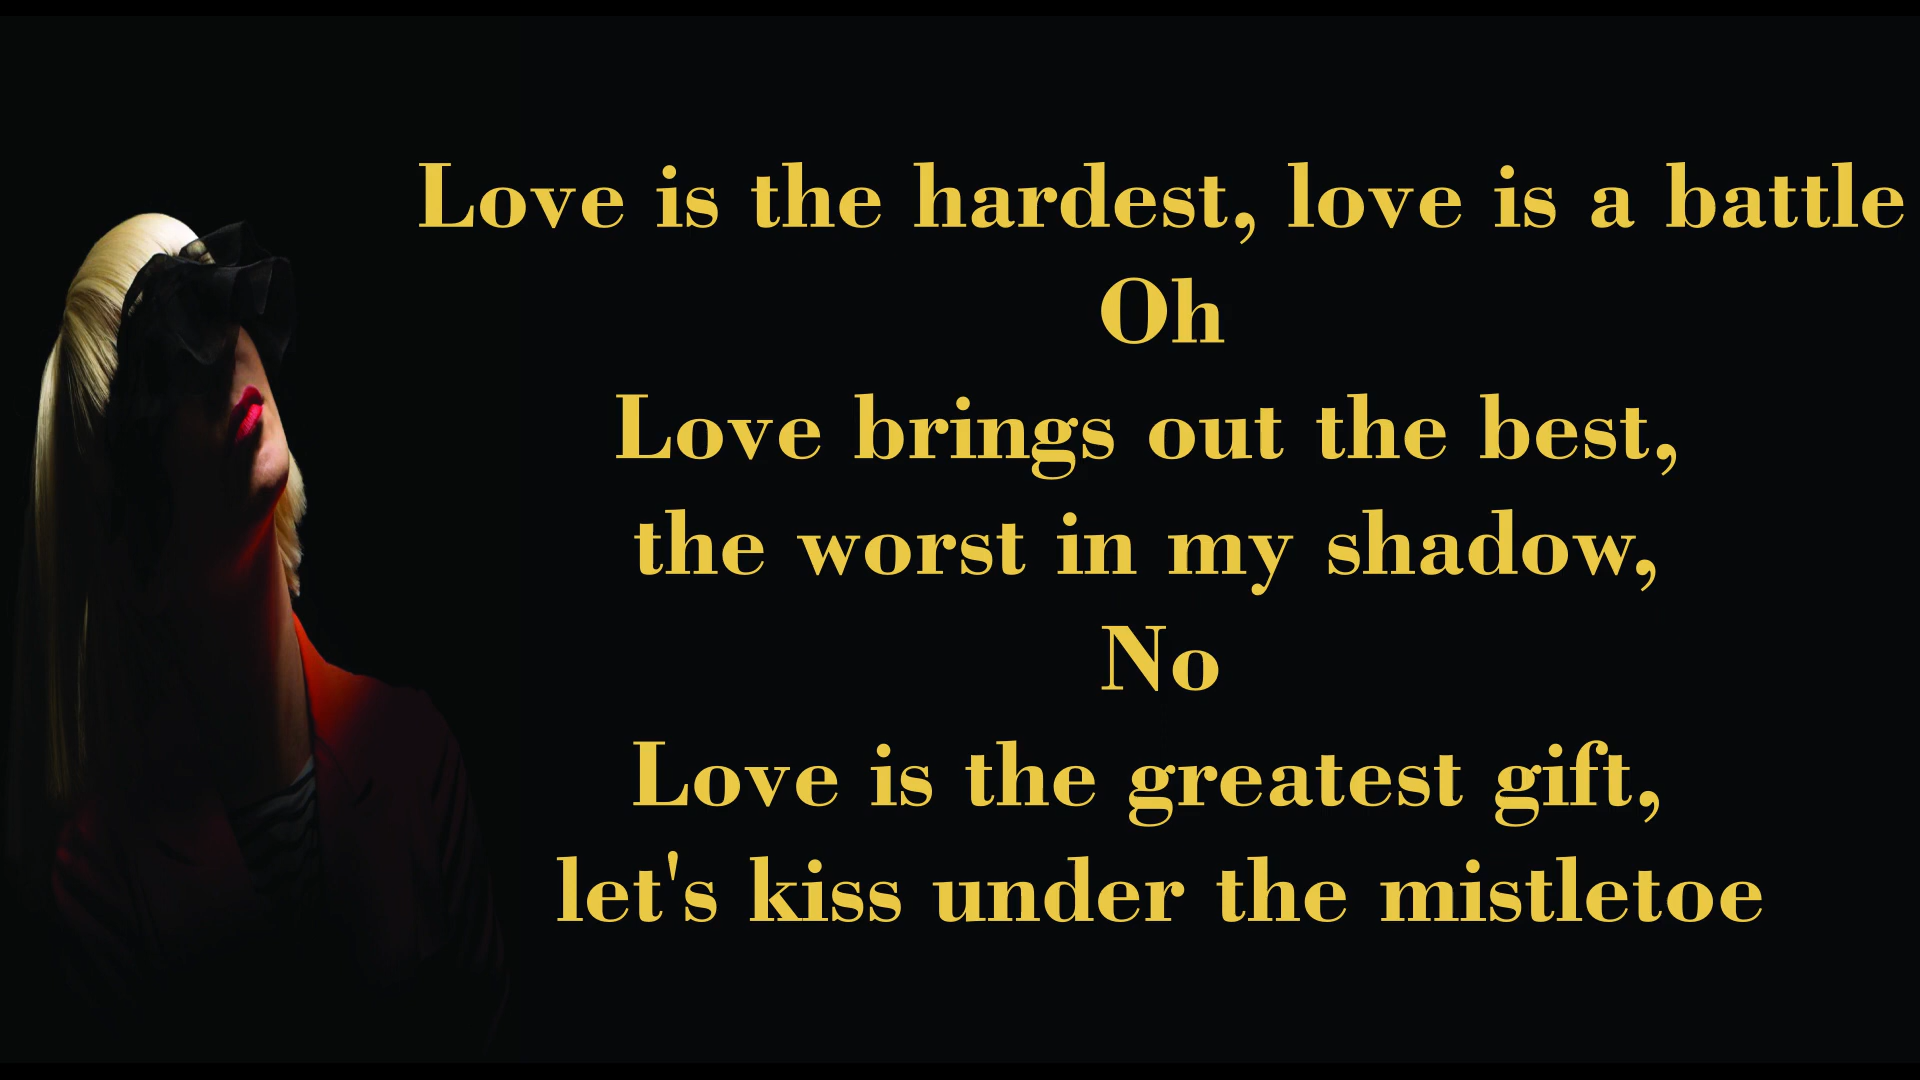 Love is the hardest, love is a battle
Oh
Love brings out the best,
the worst in my shadow,
No
Love is the greatest gift,
let's kiss under the mistletoe